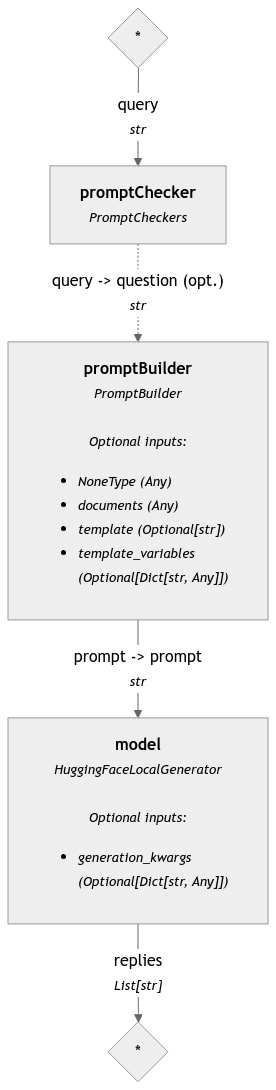 *
query
str
promptChecker
PromptCheckers
query -> question (opt.)
str
promptBuilder
PromptBuilder
Optional inputs:
• NoneType (Any)
• documents (Any)
• template (Optional[str])
• template_variables
(Optional[Dict[str, Any]])
prompt -> prompt
str
model
HuggingFaceLocalGenerator
Optional inputs:
• generation_kwargs
(Optional[Dict[str, Any]])
replies
List[str]
*